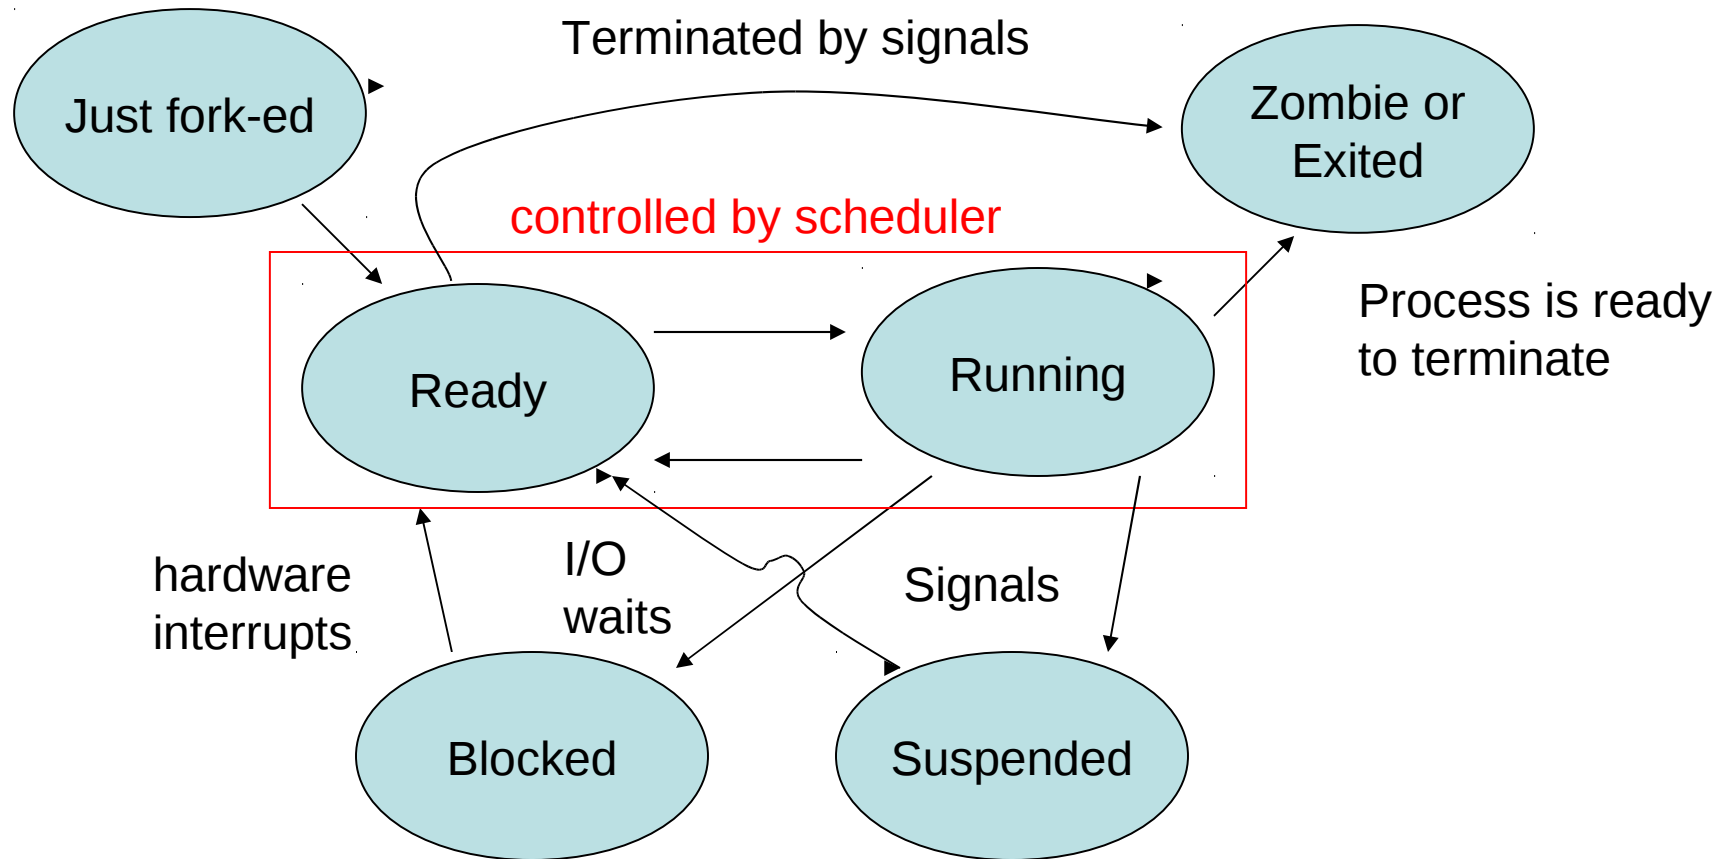 Terminated by signals
Just fork-ed
Zombie or
Exited
controlled by scheduler
Process is ready
to terminate
Ready
Running
hardware
interrupts
I/O
waits
Signals
Blocked
Suspended